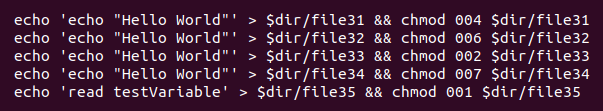 echo 'echo "Hello World"' > $dir/file31 && chmod 004 $dir/file31
echo 'echo "Hello World"' > $dir/file32 && chmod 006 $dir/file32
echo 'echo "Hello World"' > $dir/file33 && chmod 002 $dir/file33
echo 'echo "Hello World"' > $dir/file34 && chmod 007 $dir/file34
echo 'read testVariable' > $dir/file35 && chmod 001 $dir/file35